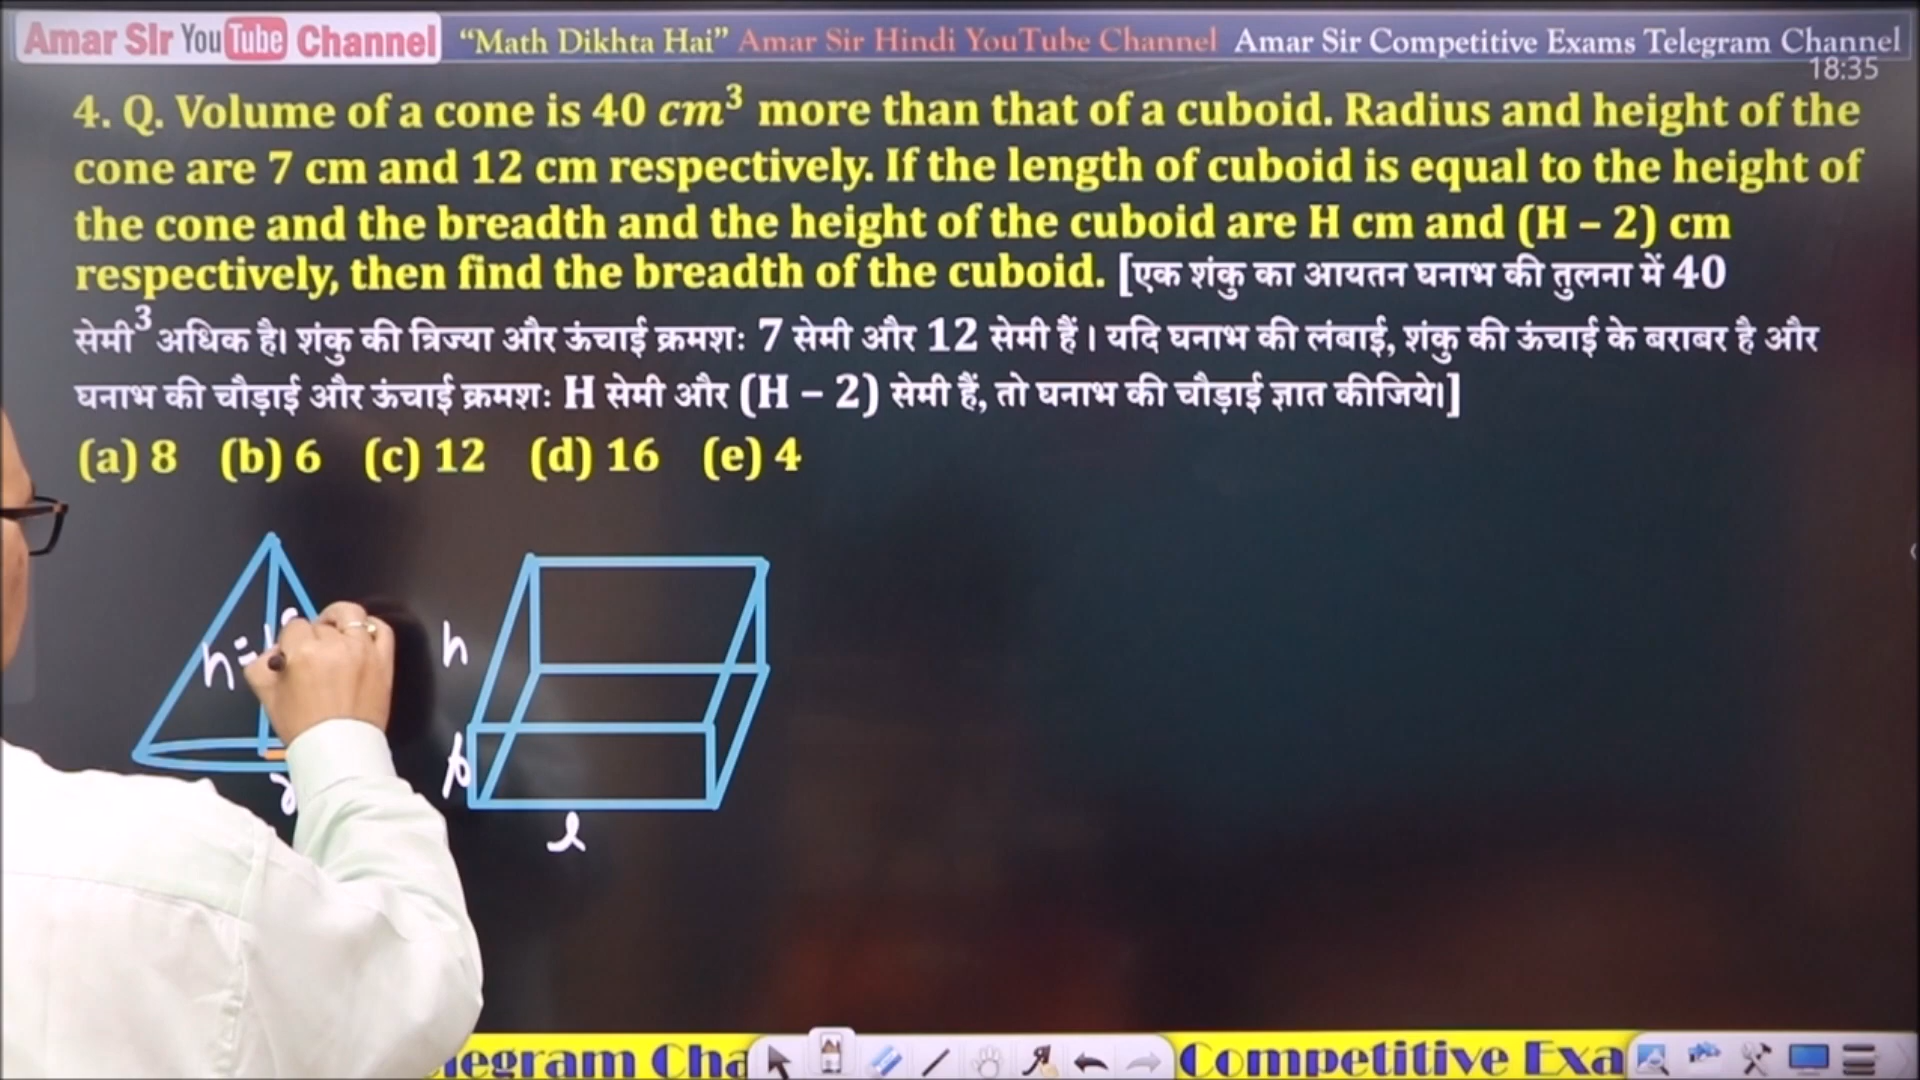 Amar SIr YouTube Channel "Math Dikhta Hai" Amar Sir Hindi YouTube Channel Amar Sir Competitive Exams Telegram Channel
18:35
4. Q. Volume of a cone is 40 cm³ more than that of a cuboid. Radius and height of the
cone are 7 cm and 12 cm respectively. If the length of cuboid is equal to the height of
the cone and the breadth and the height of the cuboid are H cm and (H – 2) cm
respectively, then find the breadth of the cuboid. [एक शंकु का आयतन घनाभ की तुलना में 40
सेमी³ अधिक है। शंकु की त्रिज्या और ऊंचाई क्रमश: 7 सेमी और 12 सेमी हैं । यदि घनाभ की लंबाई, शंकु की ऊंचाई के बराबर है और
घनाभ की चौड़ाई और ऊंचाई क्रमश: H सेमी और (H – 2) सेमी हैं, तो घनाभ की चौड़ाई ज्ञात कीजिये।]
(a) 8 (b) 6 (c) 12 (d) 16 (e) 4
h=
h
b
l
legram Cha
Competitive Exa